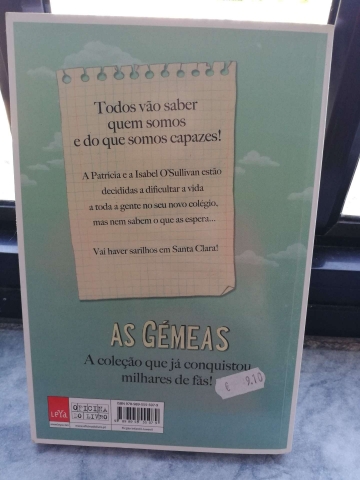 Todos vão saber
quem somos
e do que somos capazes!
A Patrícia e a Isabel O'Sullivan estão
decididas a dificultar a vida
a toda a gente no seu novo colégio,
mas nem sabem o que as espera...
Vai haver sarilhos em Santa Clara!
AS GÉMEAS
A coleção que já conquistou
milhares de fãs!
€ 9.10
LEYA
OFICINA
DO LIVRO
ISBN